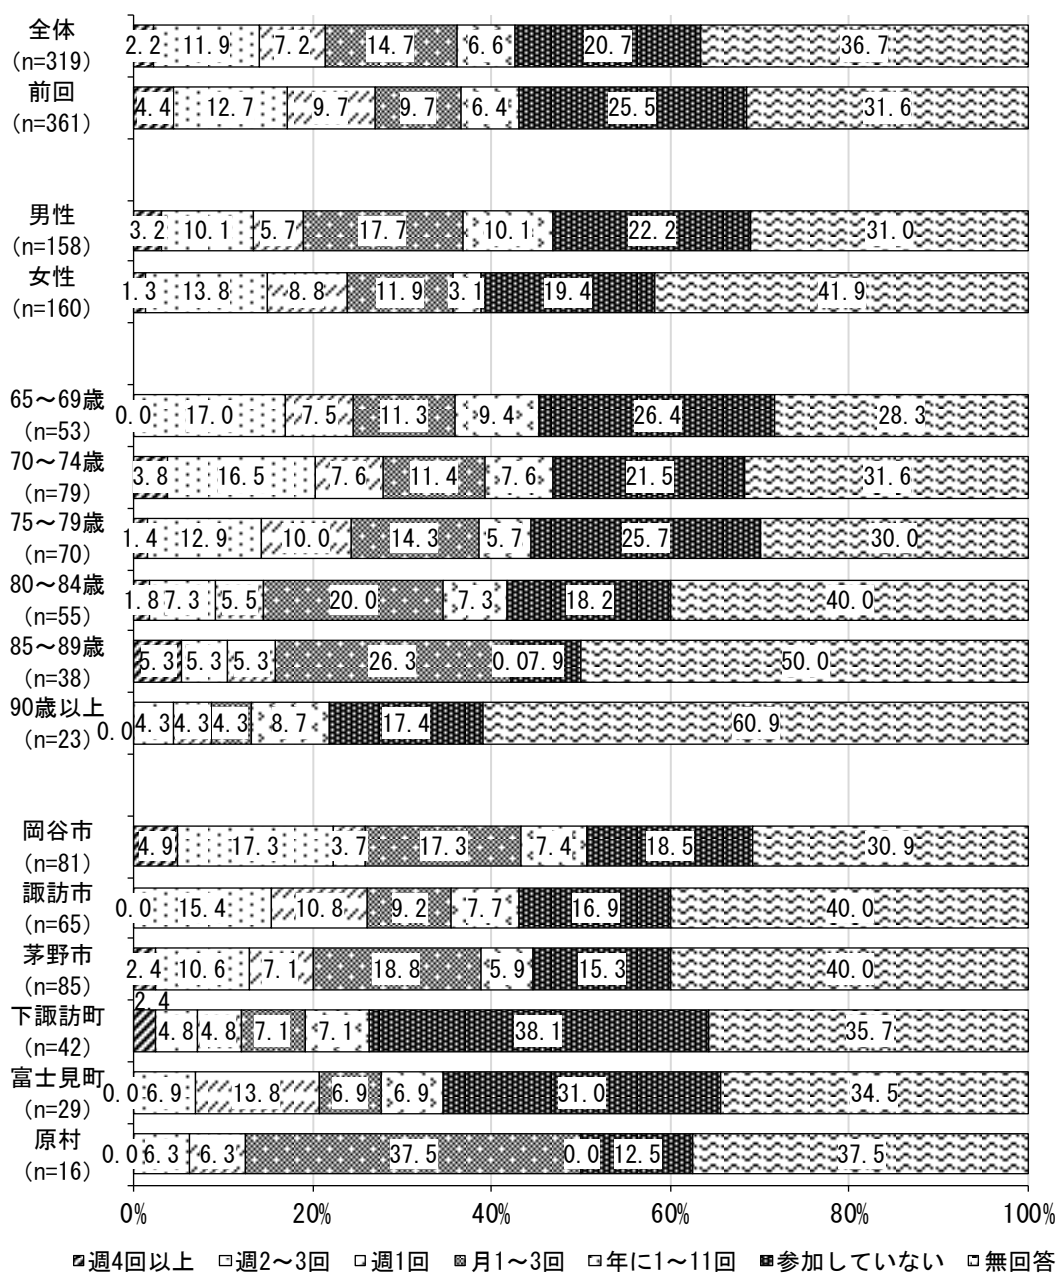 全体
(n=319)
2.2 11.9 7.2 14.7 6.6 20.7 36.7
前回
(n=361)
4.4 12.7 9.7 9.7 6.4 25.5 31.6
男性
(n=158)
3.2 10.1 5.7 17.7 10.1 22.2 31.0
女性
(n=160)
1.3 13.8 8.8 11.9 3.1 19.4 41.9
65～69歳
(n=53)
0.0 17.0 7.5 11.3 9.4 26.4 28.3
70～74歳
(n=79)
3.8 16.5 7.6 11.4 7.6 21.5 31.6
75～79歳
(n=70)
1.4 12.9 10.0 14.3 5.7 25.7 30.0
80～84歳
(n=55)
1.8 7.3 5.5 20.0 7.3 18.2 40.0
85～89歳
(n=38)
5.3 5.3 5.3 26.3 0.0 7.9 50.0
90歳以上
(n=23)
0.0 4.3 4.3 4.3 8.7 17.4 60.9
岡谷市
(n=81)
4.9 17.3 3.7 17.3 7.4 18.5 30.9
諏訪市
(n=65)
0.0 15.4 10.8 9.2 7.7 16.9 40.0
茅野市
(n=85)
2.4 10.6 7.1 18.8 5.9 15.3 40.0
下諏訪町
(n=42)
2.4 4.8 4.8 7.1 7.1 38.1 35.7
富士見町
(n=29)
0.0 6.9 13.8 6.9 6.9 31.0 34.5
原村
(n=16)
0.0 6.3 6.3 37.5 0.0 12.5 37.5
0% 20% 40% 60% 80% 100%
週4回以上 週2～3回 週1回 月1～3回 年に1～11回 参加していない 無回答